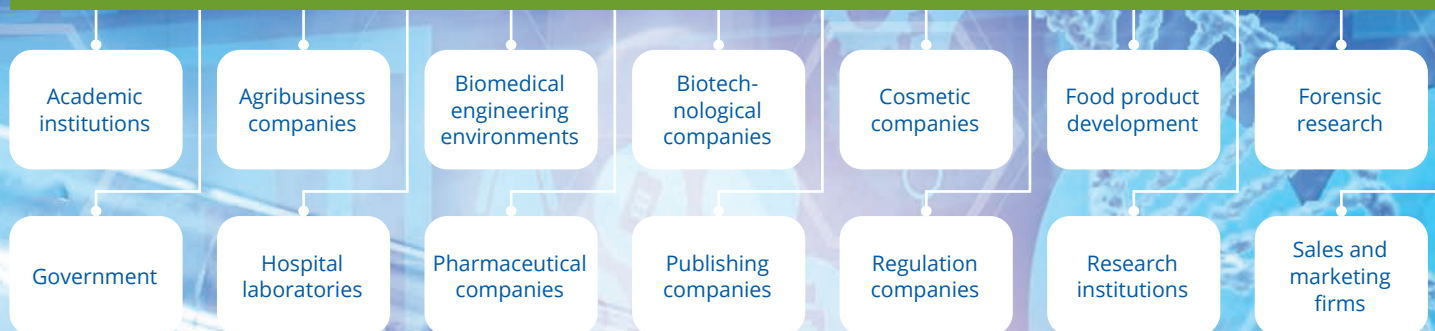 Academic
institutions
Agribusiness
companies
Biomedical
engineering
environments
Biotech-
nological
companies
Cosmetic
companies
Food product
development
Forensic
research
Government
Hospital
laboratories
Pharmaceutical
companies
Publishing
companies
Regulation
companies
Research
institutions
Sales and
marketing
firms